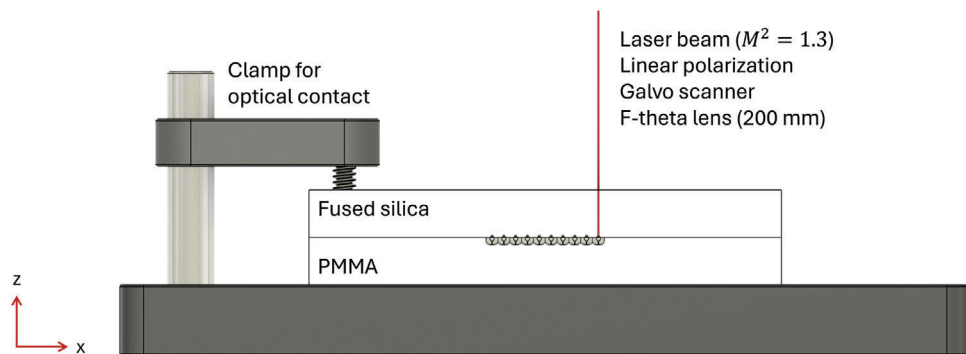 Laser beam (M² = 1.3)
Linear polarization
Galvo scanner
F-theta lens (200 mm)
Clamp for
optical contact
Fused silica
PMMA
z
x